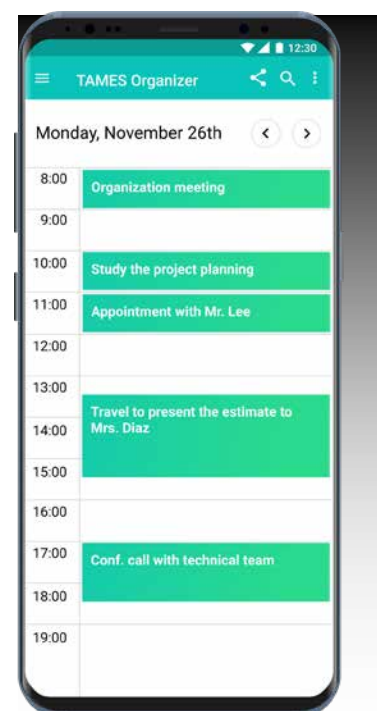 12:30
TAMES Organizer
Monday, November 26th
8:00
Organization meeting
9:00
10:00
Study the project planning
11:00
Appointment with Mr. Lee
12:00
13:00
Travel to present the estimate to
Mrs. Diaz
14:00
15:00
16:00
17:00
Conf. call with technical team
18:00
19:00